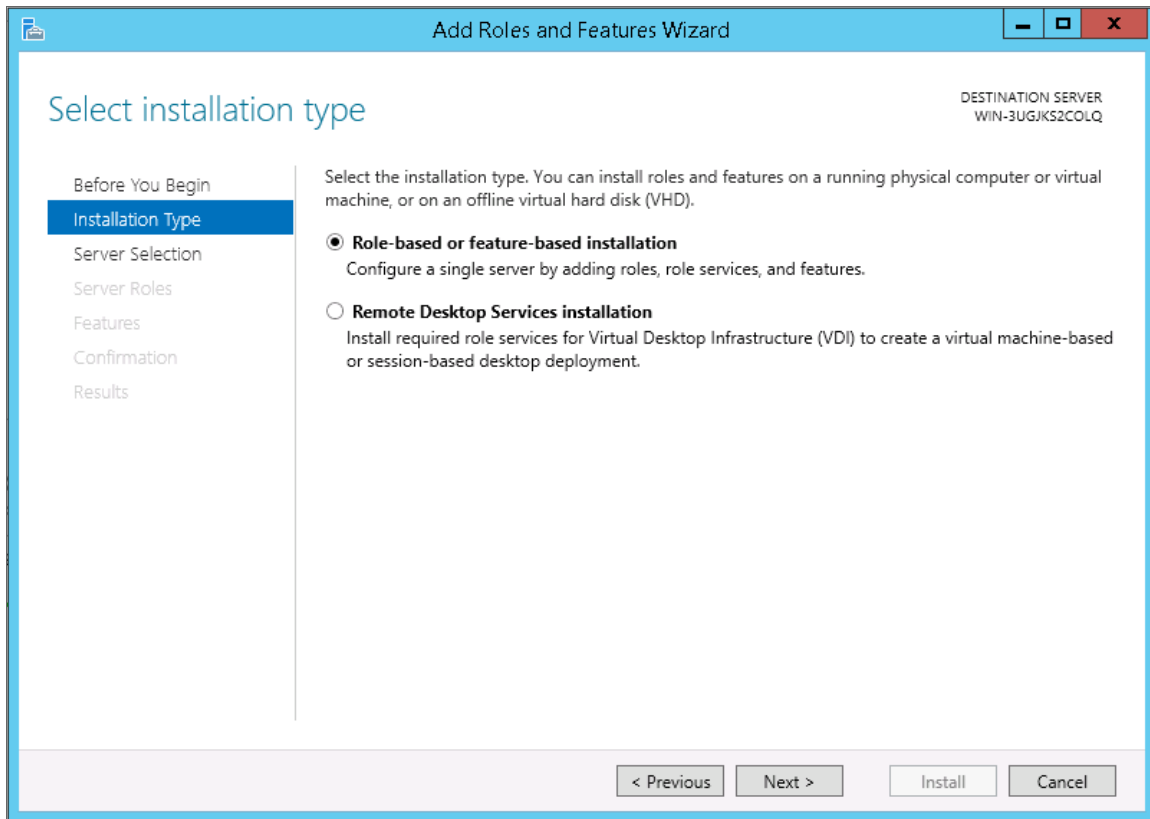 Add Roles and Features Wizard
Select installation type
DESTINATION SERVER
WIN-3UGJKS2COLQ
Before You Begin
Installation Type
Server Selection
Server Roles
Features
Confirmation
Results
Select the installation type. You can install roles and features on a running physical computer or virtual
machine, or on an offline virtual hard disk (VHD).
Role-based or feature-based installation
Configure a single server by adding roles, role services, and features.
Remote Desktop Services installation
Install required role services for Virtual Desktop Infrastructure (VDI) to create a virtual machine-based
or session-based desktop deployment.
< Previous Next > Install Cancel